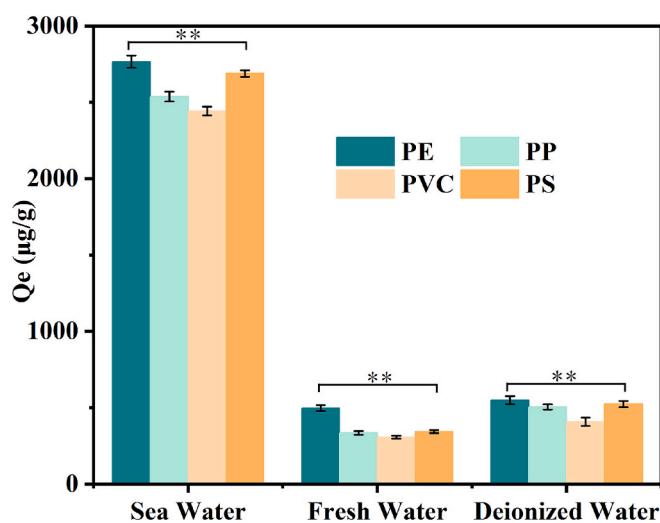 3000
**
PE
PP
2000
PVC
PS
Qe (μg/g)
1000
**
**
0
Sea Water
Fresh Water
Deionized Water